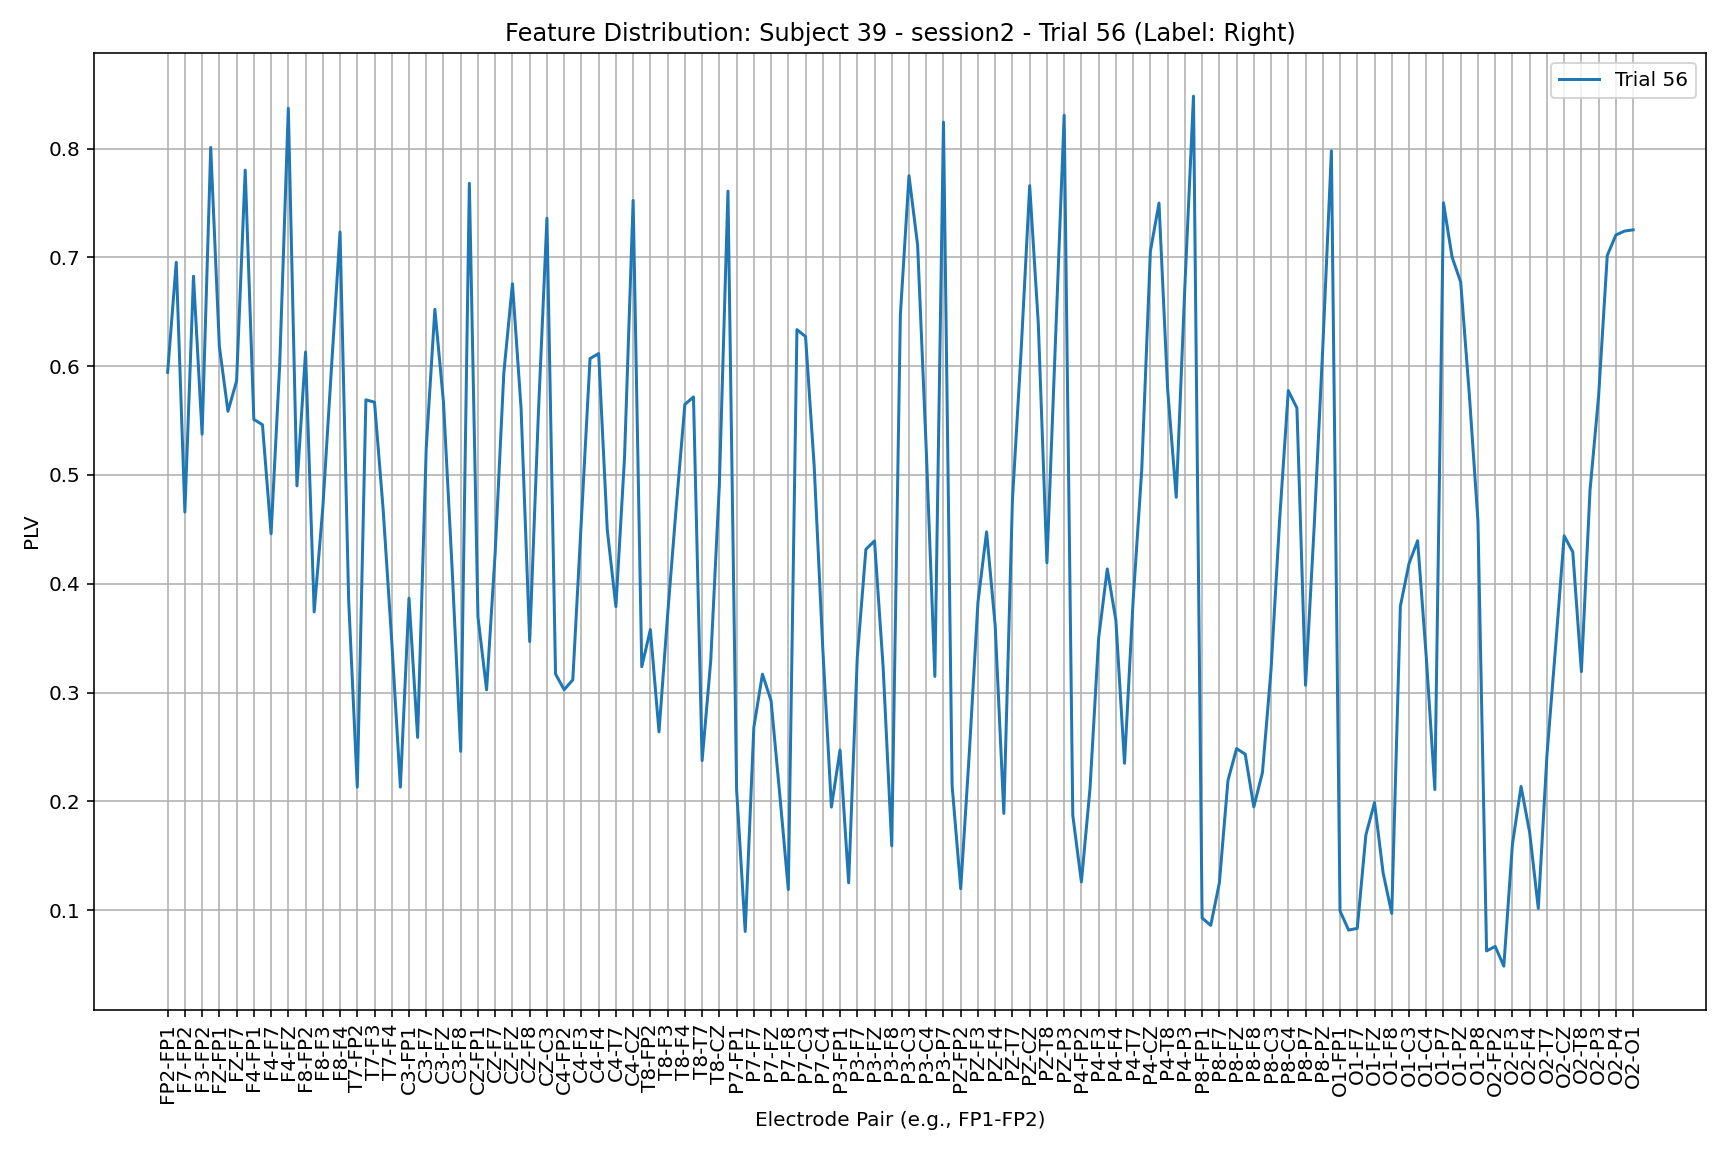 Feature Distribution: Subject 39 - session2 - Trial 56 (Label: Right)
Trial 56
PLV
0.8
0.7
0.6
0.5
0.4
0.3
0.2
0.1
FP2-FP1
F7-FP2
F3-FP2
FZ-FP1
FZ-F7
F4-FP1
F4-F7
F4-FZ
F8-FP2
F8-F3
F8-F4
T7-FP2
T7-F3
T7-F4
C3-FP1
C3-F7
C3-FZ
C3-F8
CZ-FP1
CZ-F7
CZ-FZ
CZ-F8
CZ-C3
C4-FP2
C4-F3
C4-F4
C4-T7
C4-CZ
T8-FP2
T8-F3
T8-F4
T8-T7
T8-CZ
P7-FP1
P7-F7
P7-FZ
P7-F8
P7-C3
P7-C4
P3-FP1
P3-F7
P3-FZ
P3-F8
P3-C3
P3-C4
P3-P7
PZ-FP2
PZ-F3
PZ-F4
PZ-T7
PZ-CZ
PZ-T8
PZ-P3
P4-FP2
P4-F3
P4-F4
P4-T7
P4-CZ
P4-T8
P4-P3
P8-FP1
P8-F7
P8-FZ
P8-F8
P8-C3
P8-C4
P8-P7
P8-PZ
O1-FP1
O1-F7
O1-FZ
O1-F8
O1-C3
O1-C4
O1-P7
O1-PZ
O1-P8
O2-FP2
O2-F3
O2-F4
O2-T7
O2-CZ
O2-T8
O2-P3
O2-P4
O2-O1
Electrode Pair (e.g., FP1-FP2)